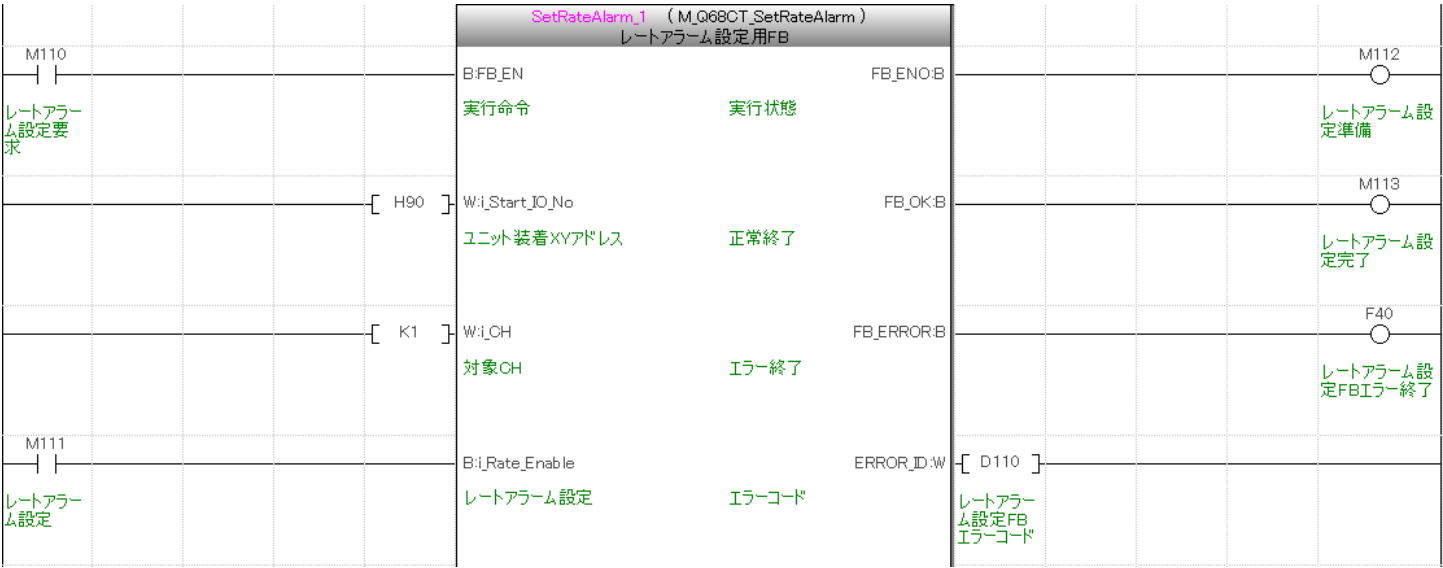 SetRateAlarm_1 （M_Q68CT_SetRateAlarm）
レートアラーム設定用FB
M110
B:FB_EN
FB_ENO:B
M112
レートアラー
ム設定要
求
実行命令
実行状態
レートアラーム設
定準備
H90
W:i_Start_IO_No
FB_OK:B
M113
ユニット装着XYアドレス
正常終了
レートアラーム設
定完了
K1
W:i_CH
FB_ERROR:B
F40
対象CH
エラー終了
レートアラーム設
定FBエラー終了
M111
B:i_Rate_Enable
ERROR_ID:W
D110
レートアラー
ム設定
レートアラーム設定
エラーコード
レートアラー
ム設定FB
エラーコード